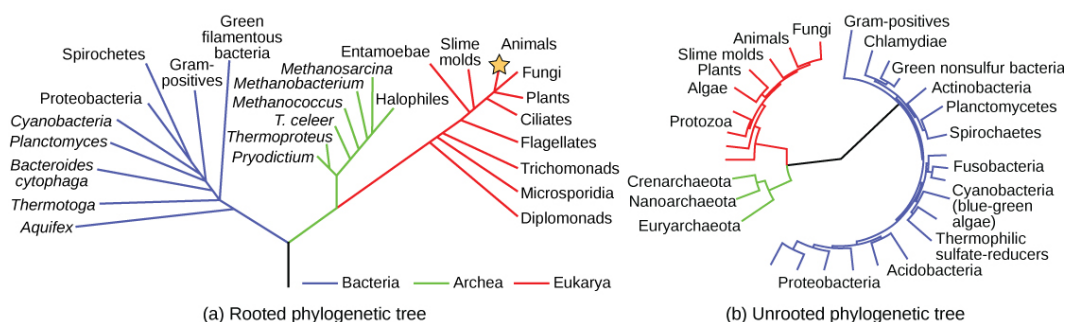 Green
filamentous
bacteria
Spirochetes
Gram-
positives
Proteobacteria
Cyanobacteria
Planctomyces
Bacteroides
cytophaga
Thermotoga
Aquifex
Entamoebae
Methanosarcina
Methanobacterium
Methanococcus
Halophiles
T. celeer
Thermoproteus
Pryodictium
Slime
molds
Animals
Fungi
Plants
Ciliates
Flagellates
Trichomonads
Microsporidia
Diplomonads
Bacteria
Archea
Eukarya
(a) Rooted phylogenetic tree
Fungi
Animals
Slime molds
Plants
Algae
Protozoa
Crenarchaeota
Nanoarchaeota
Euryarchaeota
Gram-positives
Chlamydiae
Green nonsulfur bacteria
Actinobacteria
Planctomycetes
Spirochaetes
Fusobacteria
Cyanobacteria
(blue-green
algae)
Thermophilic
sulfate-reducers
Acidobacteria
Proteobacteria
(b) Unrooted phylogenetic tree